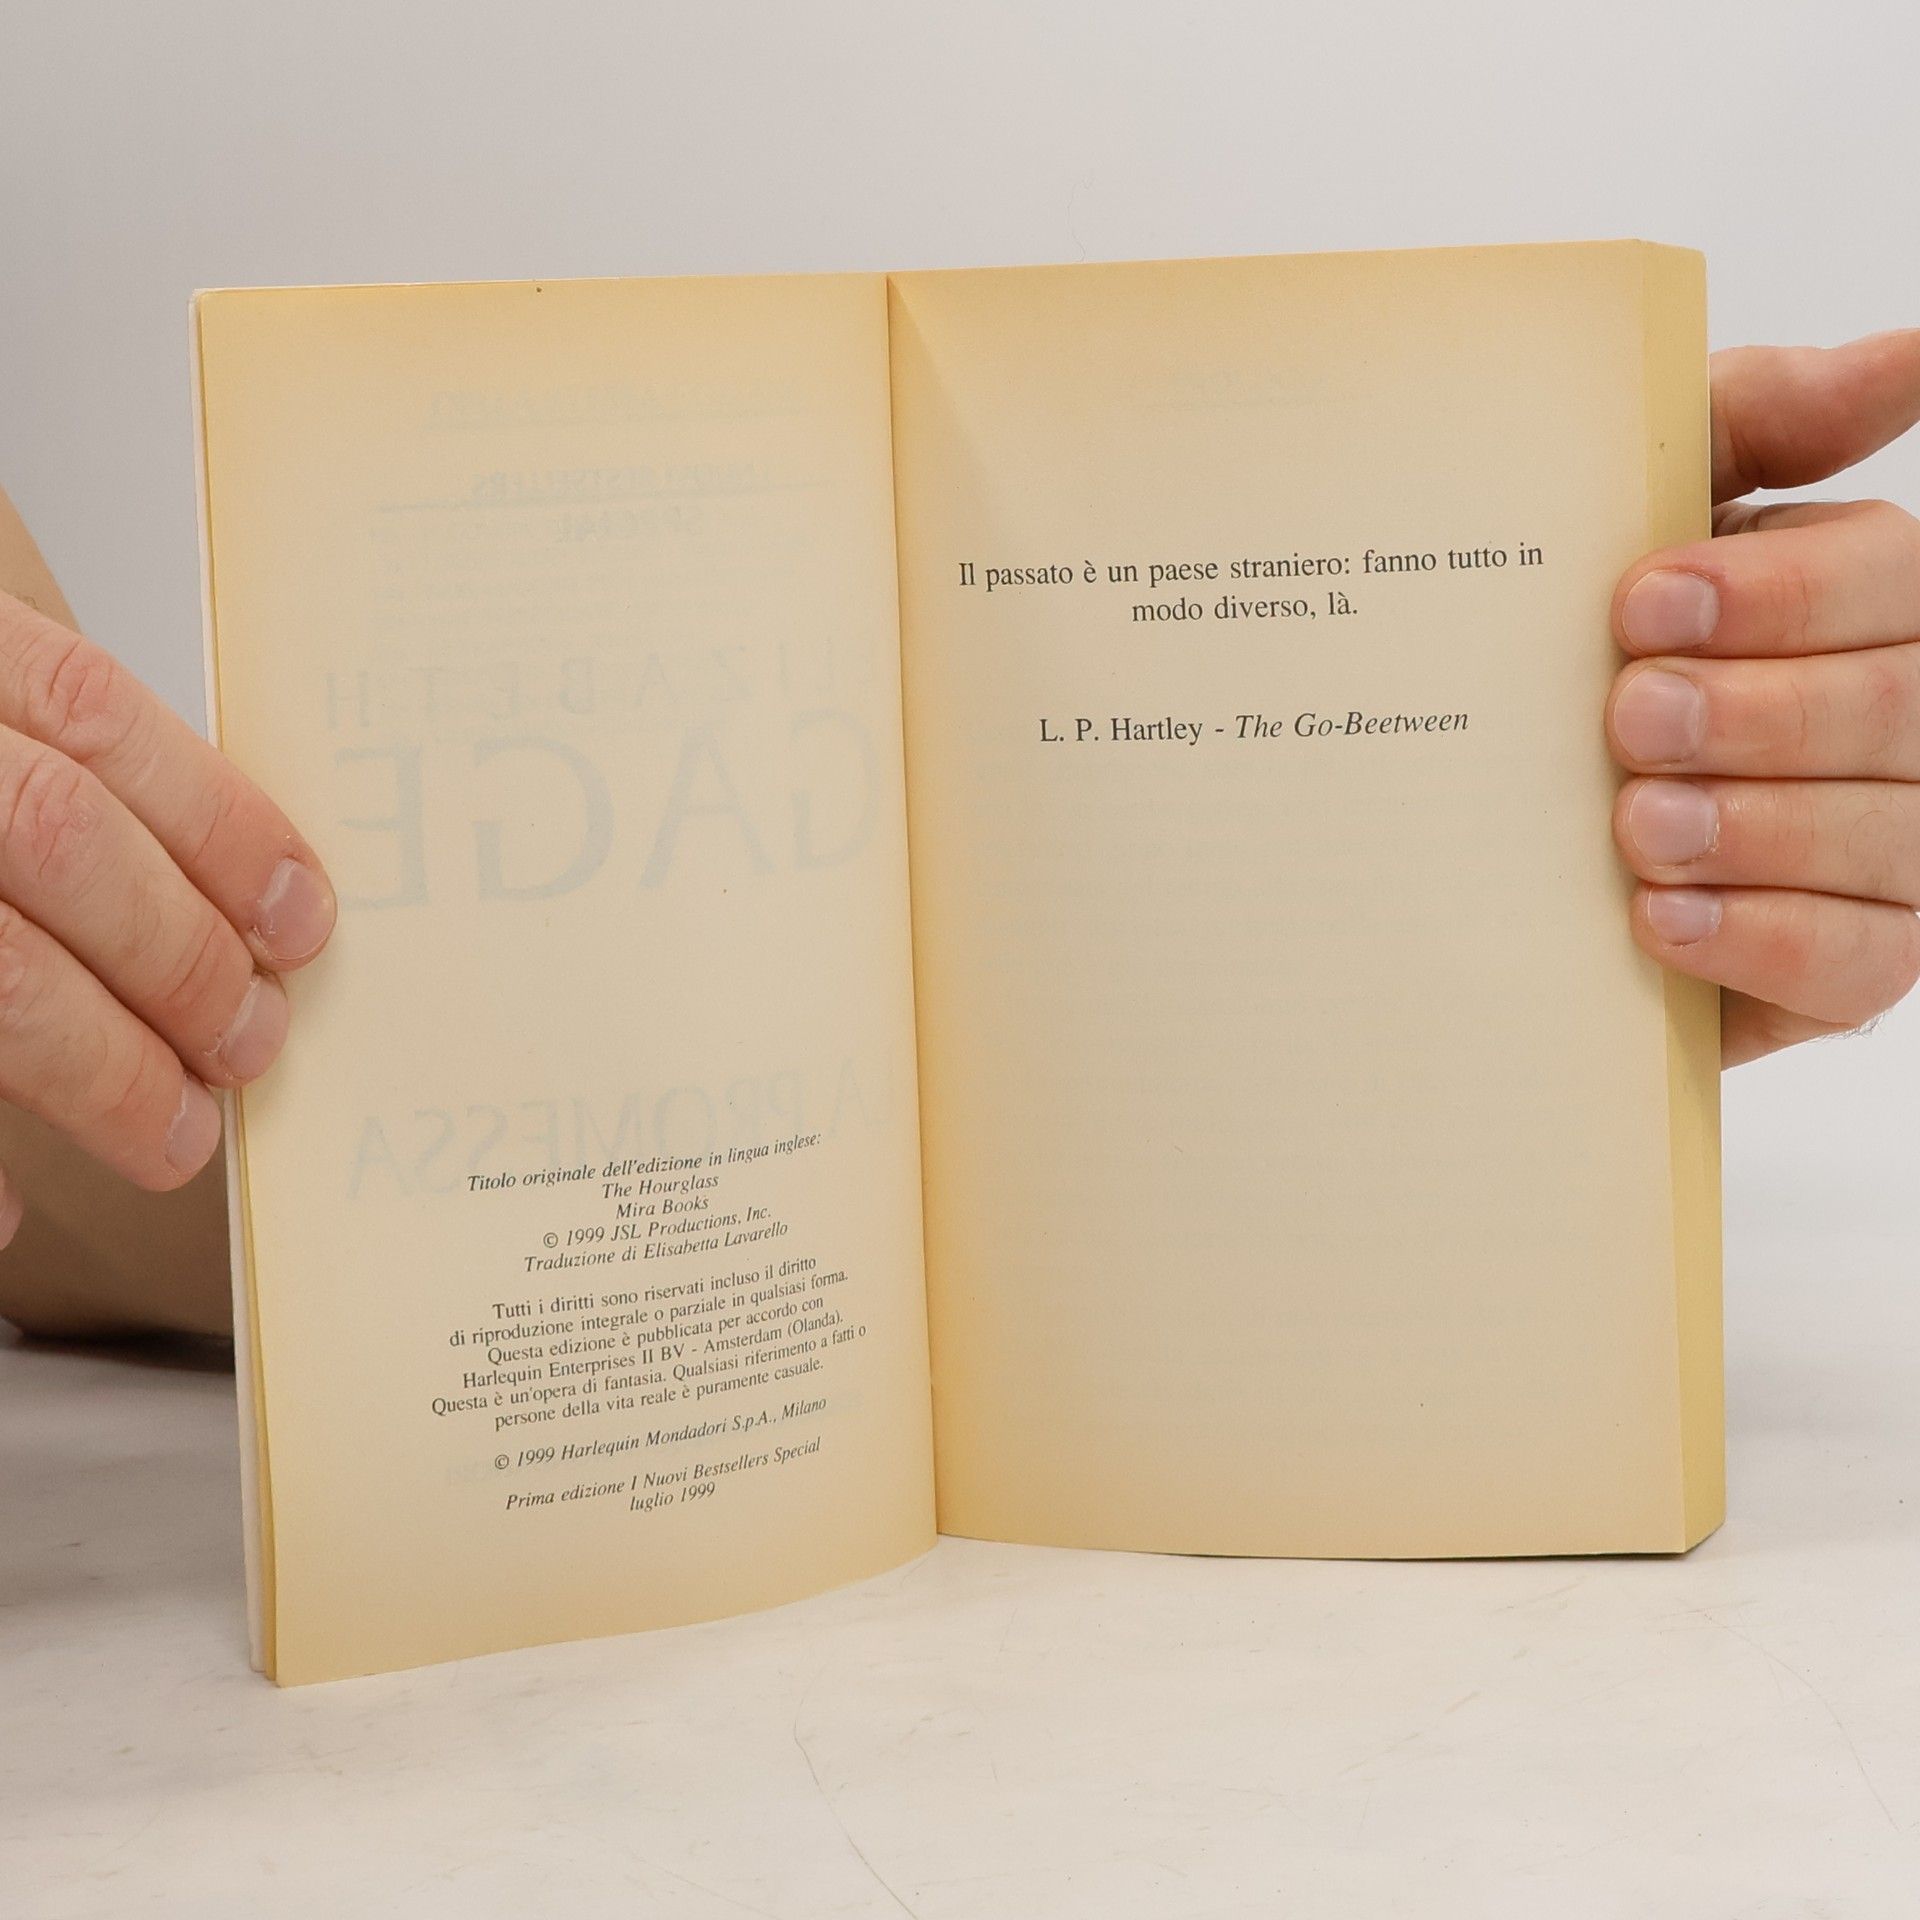 Titolo originale dell'edizione in lingua inglese:
The Hourglass
Mira Books
© 1999 JSL Productions, Inc.
Traduzione di Elisabetta Lavarello
Tutti i diritti sono riservati incluso il diritto
di riproduzione integrale o parziale in qualsiasi forma.
Questa edizione è pubblicata per accordo con
Harlequin Enterprises II BV - Amsterdam (Olanda).
Questa è un'opera di fantasia. Qualsiasi riferimento a fatti o
persone della vita reale è puramente casuale.
© 1999 Harlequin Mondadori S.p.A., Milano
Prima edizione I Nuovi Bestsellers Special
luglio 1999
Il passato è un paese straniero: fanno tutto in
modo diverso, là.
L. P. Hartley - The Go-Beetween